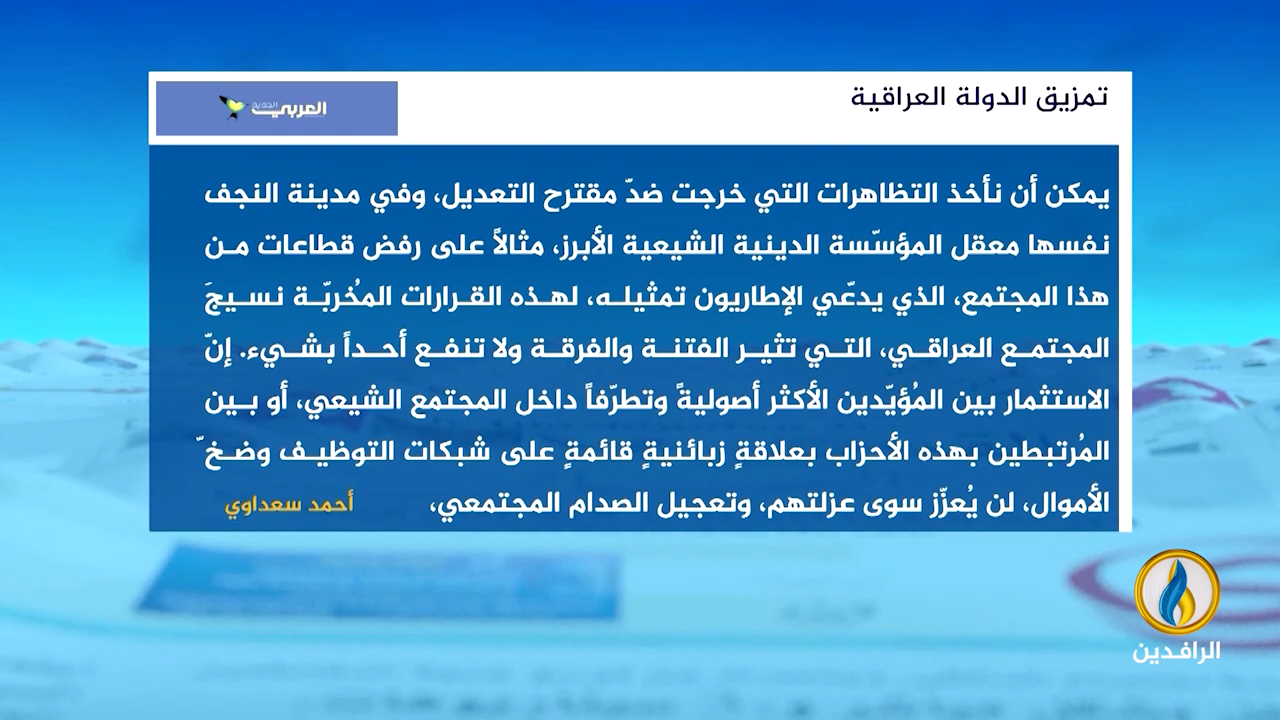 تمزيق الدولة العراقية
العربي الجديد
يمكن أن نأخذ التظاهرات التي خرجت ضدّ مقترح التعديل، وفي مدينة النجف
نفسها معقل المؤسّسة الدينية الشيعية الأبرز، مثالاً على رفض قطاعات من
هذا المجتمع، الذي يدعّي الإطاريون تمثيله، لهذه القرارات المُخربّة نسيجَ
المجتمع العراقي، التي تثير الفتنة والفرقة ولا تنفع أحداً بشيء. إنّ
الاستثمار بين المُؤيّدين الأكثر أصوليةً وتطرّفاً داخل المجتمع الشيعي، أو بين
المُرتبطين بهذه الأحزاب بعلاقةٍ زبائنيةٍ قائمةٍ على شبكات التوظيف وضخّ
الأموال، لن يُعزّز سوى عزلتهم، وتعجيل الصدام المجتمعي،
أحمد سعداوي
الرافدين